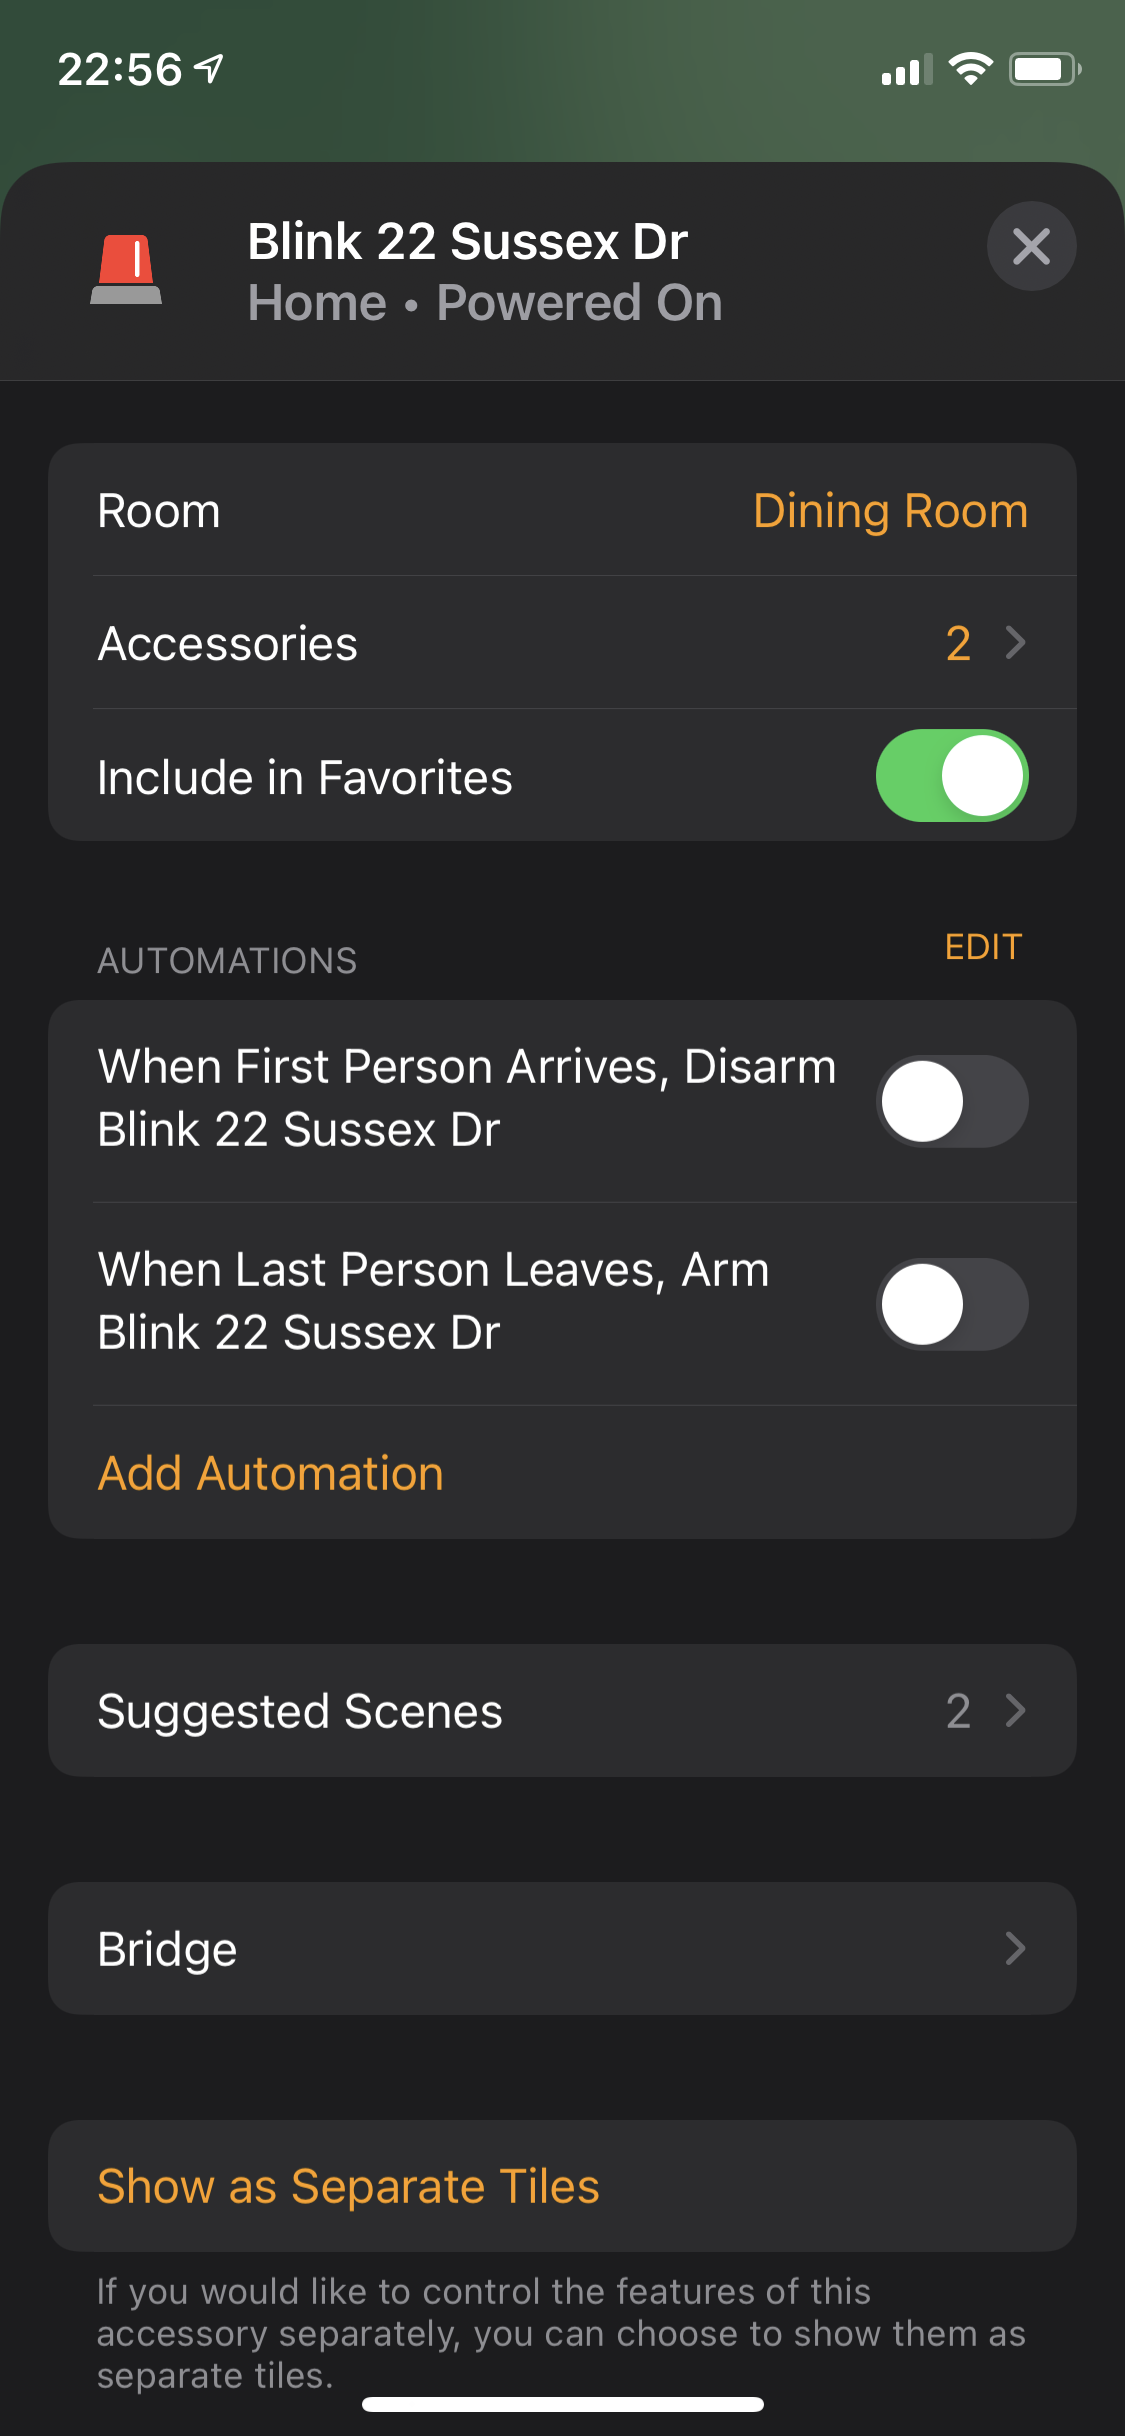 22:56
Blink 22 Sussex Dr
Home • Powered On
Room Dining Room
Accessories 2
Include in Favorites
AUTOMATIONS EDIT
When First Person Arrives, Disarm
Blink 22 Sussex Dr
When Last Person Leaves, Arm
Blink 22 Sussex Dr
Add Automation
Suggested Scenes 2
Bridge
Show as Separate Tiles
If you would like to control the features of this
accessory separately, you can choose to show them as
separate tiles.